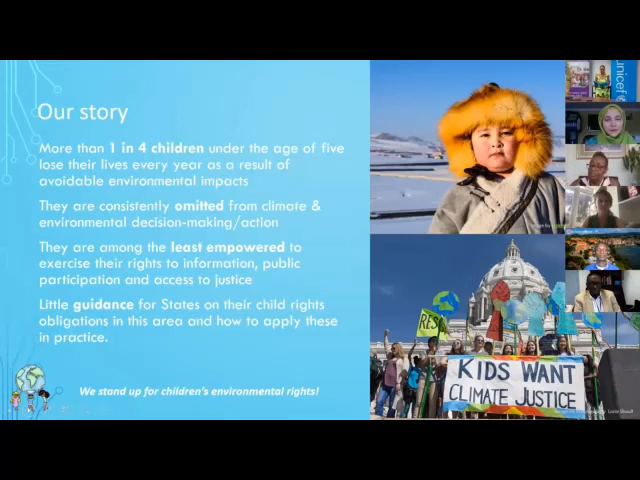 Our story
More than 1 in 4 children under the age of five
lose their lives every year as a result of
avoidable environmental impacts
They are consistently omitted from climate &
environmental decision-making/action
They are among the least empowered to
exercise their rights to information, public
participation and access to justice
Little guidance for States on their child rights
obligations in this area and how to apply these
in practice.
We stand up for children's environmental rights!
KIDS WANT
CLIMATE JUSTICE
unicef